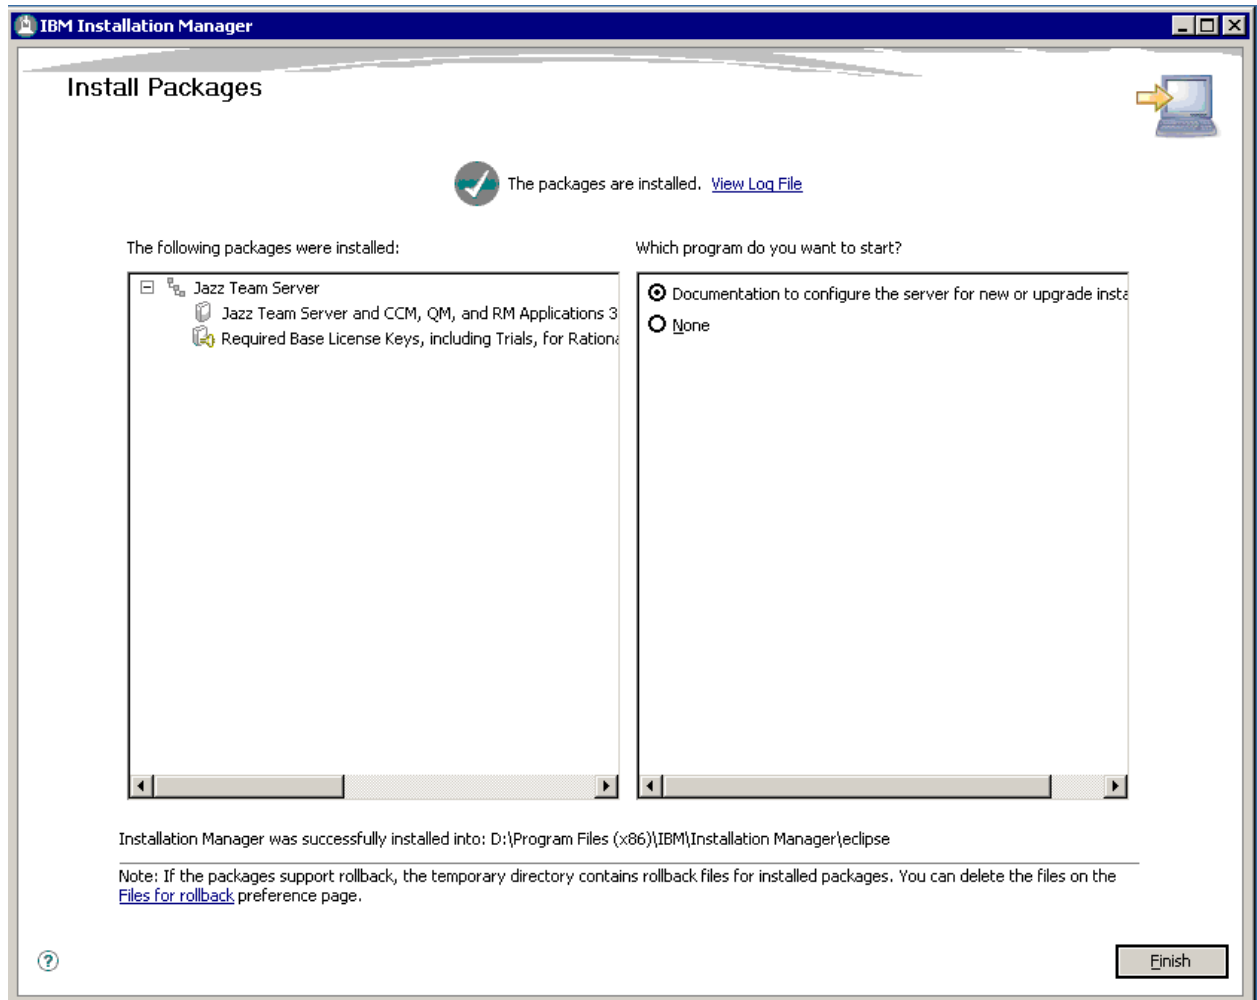 IBM Installation Manager
Install Packages
The packages are installed. View Log File
The following packages were installed:
Jazz Team Server
Jazz Team Server and CCM, QM, and RM Applications 3
Required Base License Keys, including Trials, for Rationa
Which program do you want to start?
Documentation to configure the server for new or upgrade insta
None
Installation Manager was successfully installed into: D:\Program Files (x86)\IBM\Installation Manager\eclipse
Note: If the packages support rollback, the temporary directory contains rollback files for installed packages. You can delete the files on the
Files for rollback preference page.
?
Finish